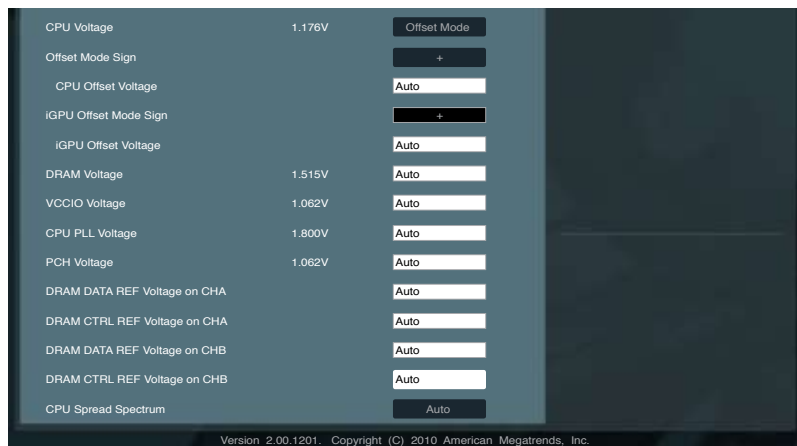 CPU Voltage 1.176V Offset Mode
Offset Mode Sign +
CPU Offset Voltage Auto
iGPU Offset Mode Sign +
iGPU Offset Voltage Auto
DRAM Voltage 1.515V Auto
VCCIO Voltage 1.062V Auto
CPU PLL Voltage 1.800V Auto
PCH Voltage 1.062V Auto
DRAM DATA REF Voltage on CHA Auto
DRAM CTRL REF Voltage on CHA Auto
DRAM DATA REF Voltage on CHB Auto
DRAM CTRL REF Voltage on CHB Auto
CPU Spread Spectrum Auto
Version 2.00.1201. Copyright (C) 2010 American Megatrends, Inc.